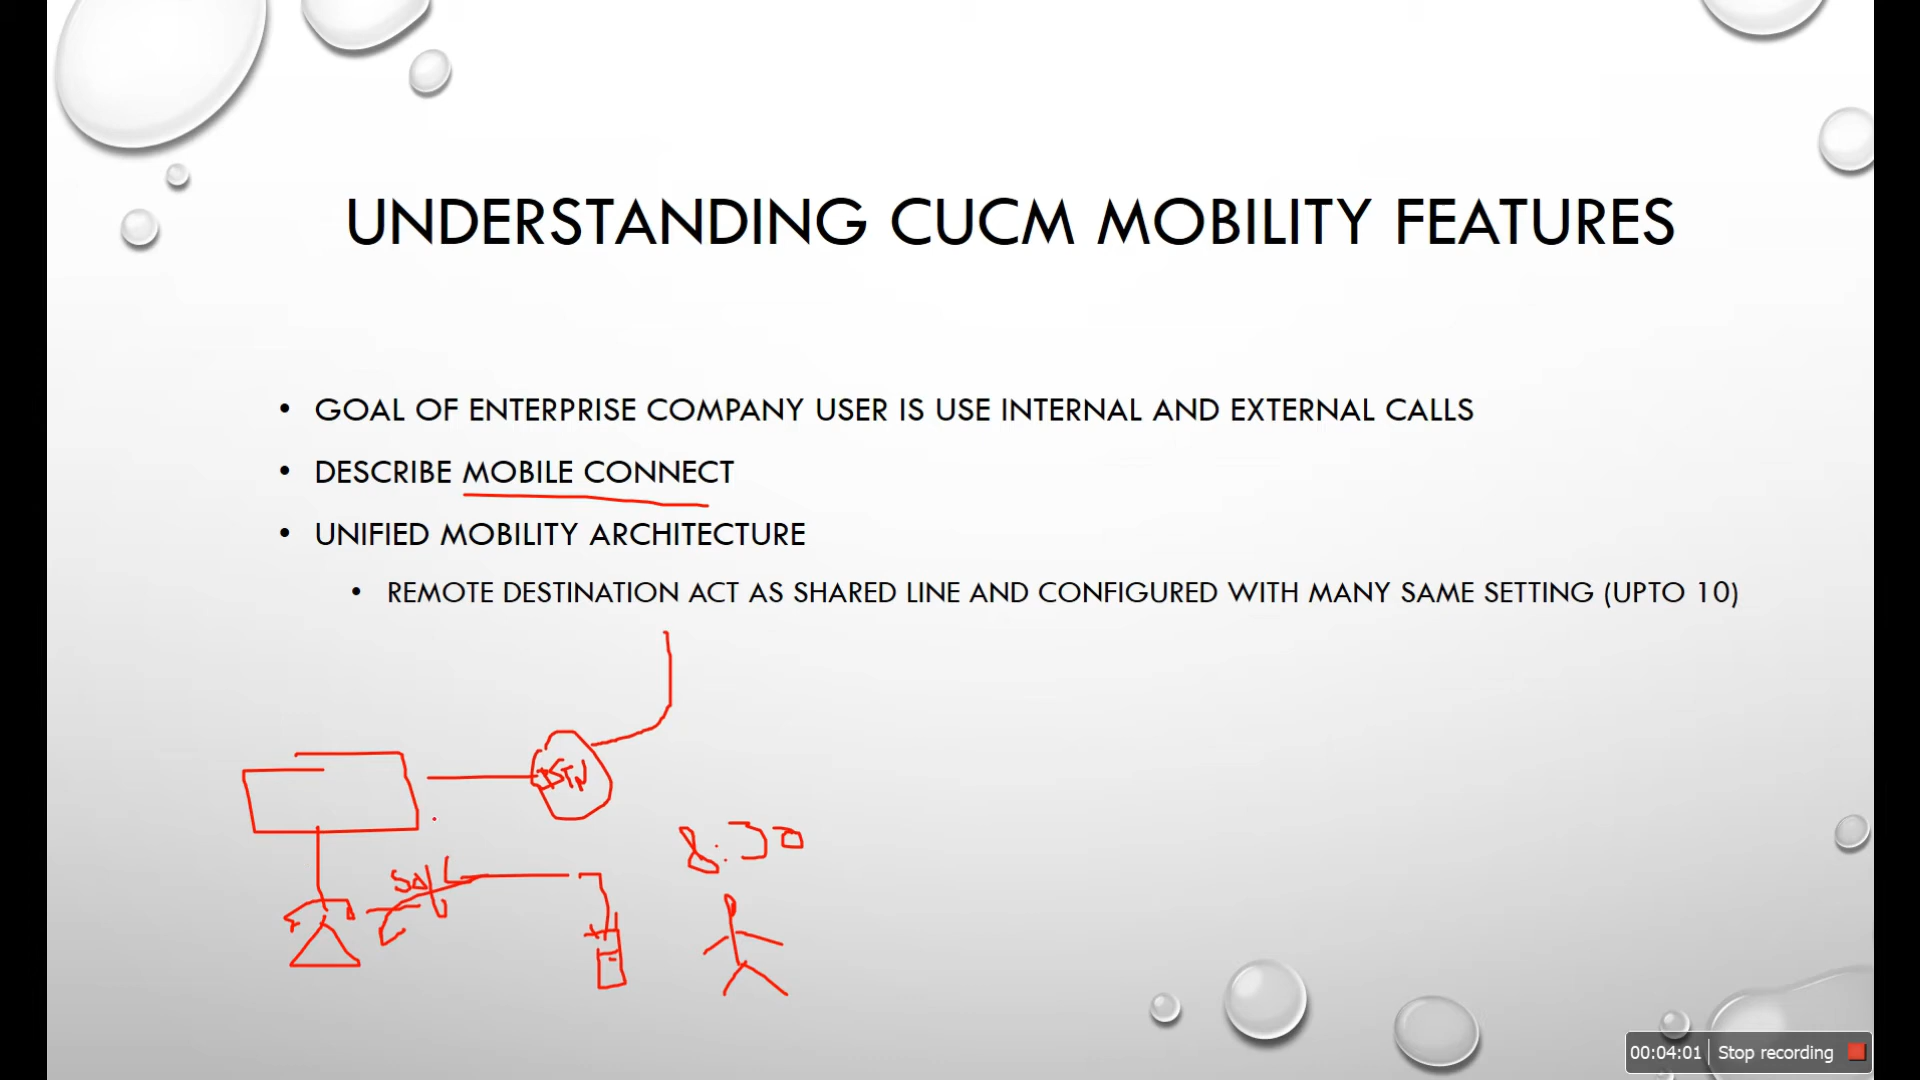 UNDERSTANDING CUCM MOBILITY FEATURES
• GOAL OF ENTERPRISE COMPANY USER IS USE INTERNAL AND EXTERNAL CALLS
• DESCRIBE MOBILE CONNECT
• UNIFIED MOBILITY ARCHITECTURE
• REMOTE DESTINATION ACT AS SHARED LINE AND CONFIGURED WITH MANY SAME SETTING (UPTO 10)
PSTN
8:30
00:04:01 Stop recording